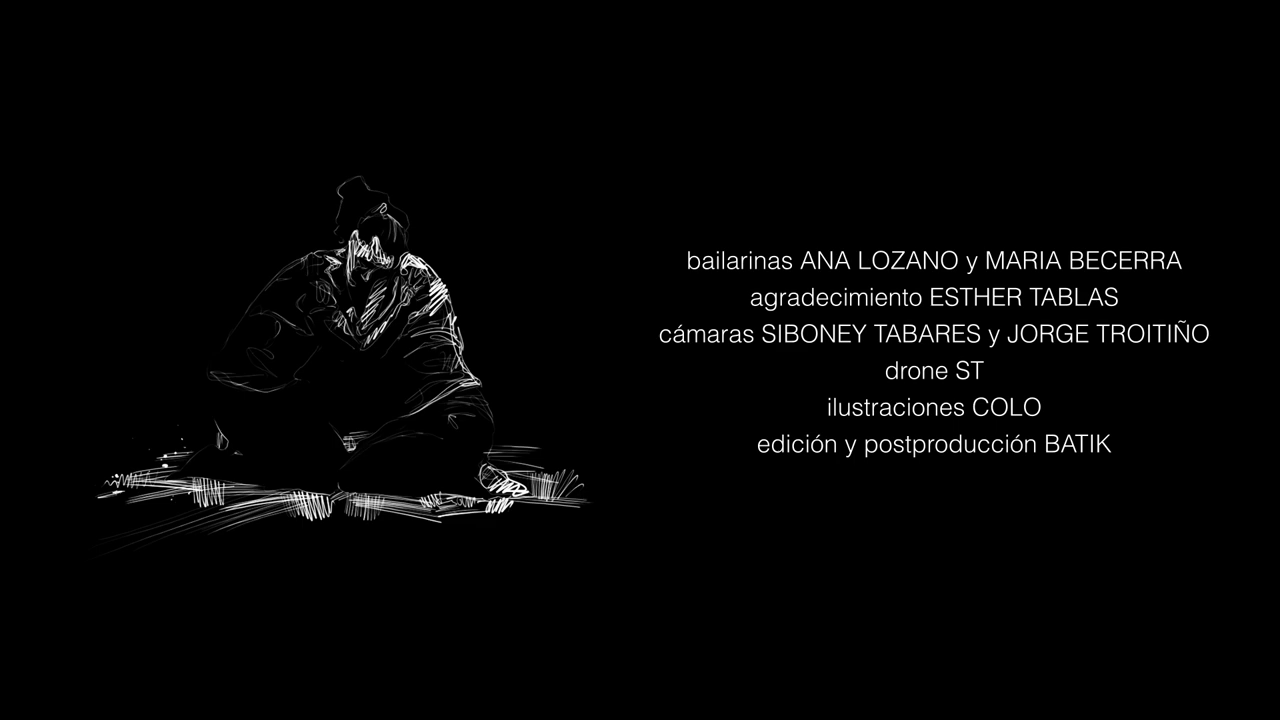 bailarinas ANA LOZANO y MARIA BECERRA
agradecimiento ESTHER TABLAS
cámaras SIBONEY TABARES y JORGE TROITIÑO
drone ST
ilustraciones COLO
edición y postproducción BATIK